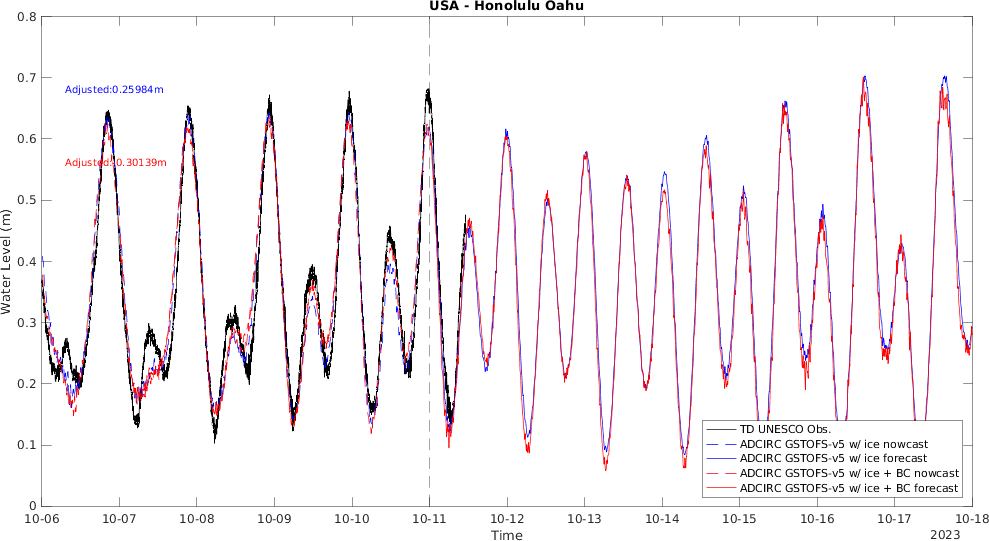 USA - Honolulu Oahu
0.8
0.7
0.6
0.5
0.4
0.3
0.2
0.1
0
Water Level (m)
Adjusted:0.25984m
Adjusted:0.30139m
TD UNESCO Obs.
ADCIRC GSTOFS-v5 w/ ice nowcast
ADCIRC GSTOFS-v5 w/ ice forecast
ADCIRC GSTOFS-v5 w/ ice + BC nowcast
ADCIRC GSTOFS-v5 w/ ice + BC forecast
10-06 10-07 10-08 10-09 10-10 10-11 10-12 10-13 10-14 10-15 10-16 10-17 10-18
Time
2023